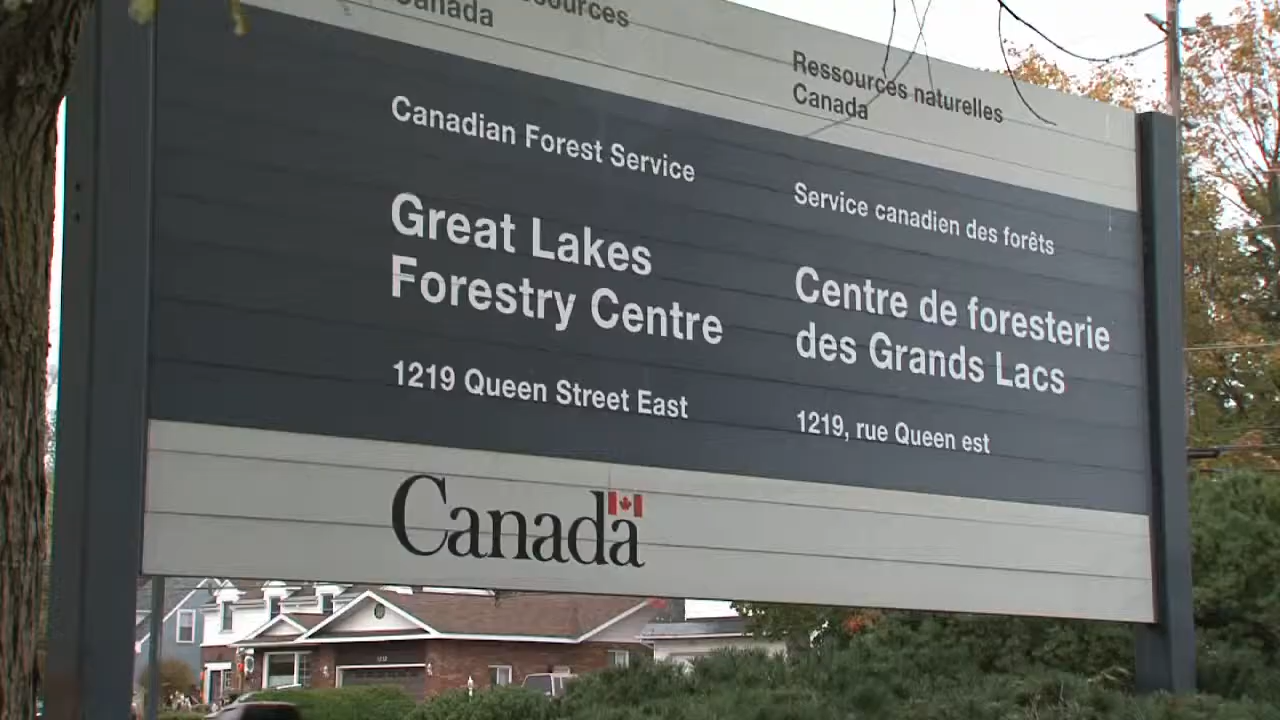 Canada
Ressources naturelles
Canada
Canadian Forest Service
Great Lakes
Forestry Centre
1219 Queen Street East
Service canadien des forêts
Centre de foresterie
des Grands Lacs
1219, rue Queen est
Canada